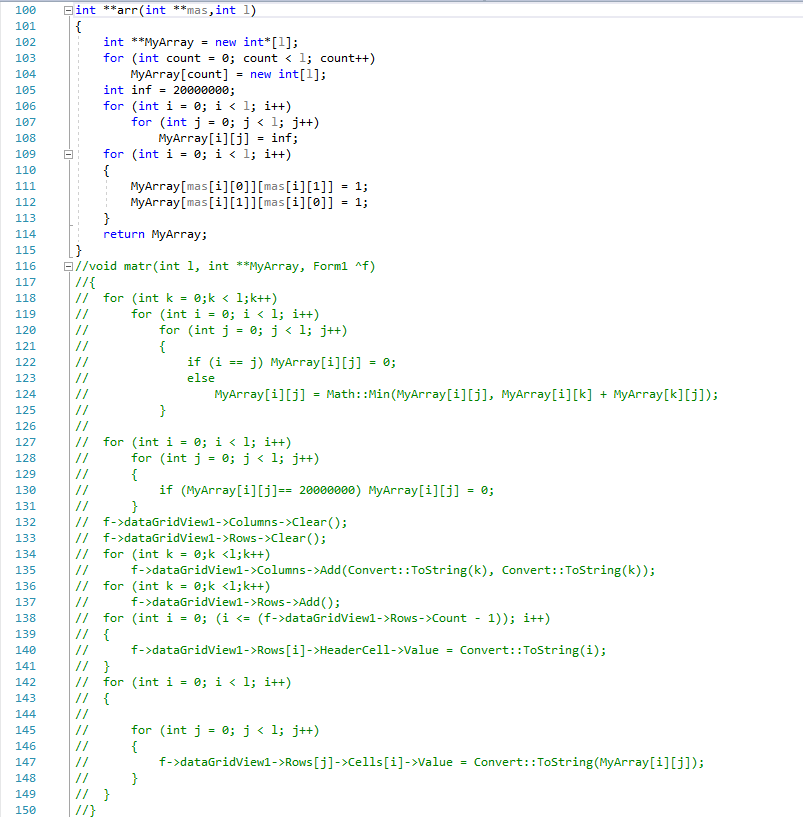 100 int **arr(int **mas,int l)
101 {
102     int **MyArray = new int*[l];
103     for (int count = 0; count < l; count++)
104         MyArray[count] = new int[l];
105     int inf = 20000000;
106     for (int i = 0; i < l; i++)
107         for (int j = 0; j < l; j++)
108             MyArray[i][j] = inf;
109     for (int i = 0; i < l; i++)
110     {
111         MyArray[mas[i][0]][mas[i][1]] = 1;
112         MyArray[mas[i][1]][mas[i][0]] = 1;
113     }
114     return MyArray;
115 }
116 //void matr(int l, int **MyArray, Form1 ^f)
117 //{
118 //  for (int k = 0;k < l;k++)
119 //      for (int i = 0; i < l; i++)
120 //          for (int j = 0; j < l; j++)
121 //          {
122 //              if (i == j) MyArray[i][j] = 0;
123 //              else
124 //                  MyArray[i][j] = Math::Min(MyArray[i][j], MyArray[i][k] + MyArray[k][j]);
125 //          }
126 //
127 //  for (int i = 0; i < l; i++)
128 //      for (int j = 0; j < l; j++)
129 //      {
130 //          if (MyArray[i][j]== 20000000) MyArray[i][j] = 0;
131 //      }
132 //  f->dataGridView1->Columns->Clear();
133 //  f->dataGridView1->Rows->Clear();
134 //  for (int k = 0;k <l;k++)
135 //      f->dataGridView1->Columns->Add(Convert::ToString(k), Convert::ToString(k));
136 //  for (int k = 0;k <l;k++)
137 //      f->dataGridView1->Rows->Add();
138 //  for (int i = 0; (i <= (f->dataGridView1->Rows->Count - 1)); i++)
139 //  {
140 //      f->dataGridView1->Rows[i]->HeaderCell->Value = Convert::ToString(i);
141 //  }
142 //  for (int i = 0; i < l; i++)
143 //  {
144 //
145 //      for (int j = 0; j < l; j++)
146 //      {
147 //          f->dataGridView1->Rows[j]->Cells[i]->Value = Convert::ToString(MyArray[i][j]);
148 //      }
149 //  }
150 //}